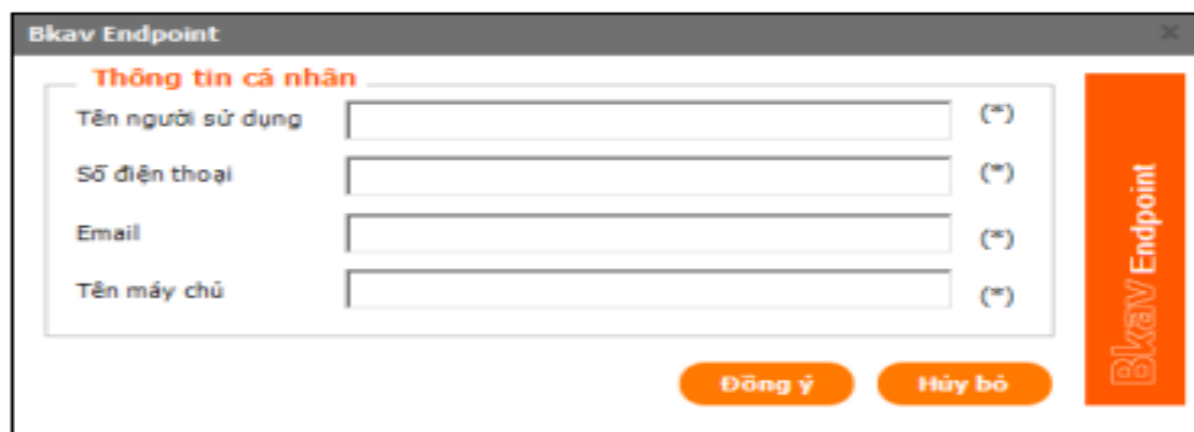 Bkav Endpoint
Thông tin cá nhân
Tên người sử dụng (*)
Số điện thoại (*)
Email (*)
Tên máy chủ (*)
Đồng ý Hủy bỏ
Bkav Endpoint